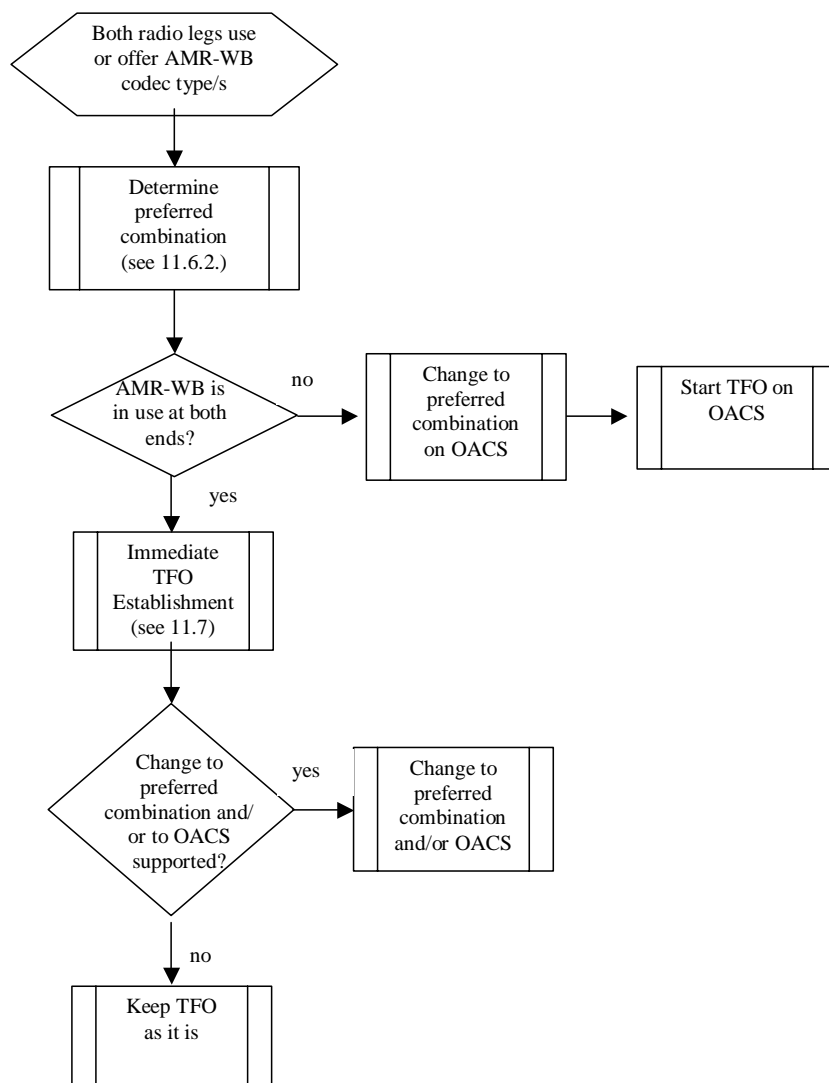 Both radio legs use
or offer AMR-WB
codec type/s
Determine
preferred
combination
(see 11.6.2.)
AMR-WB is
in use at both
ends?
no
Change to
preferred
combination
on OACS
Start TFO on
OACS
yes
Immediate
TFO
Establishment
(see 11.7)
Change to
preferred
combination and/
or to OACS
supported?
yes
Change to
preferred
combination
and/or OACS
no
Keep TFO
as it is